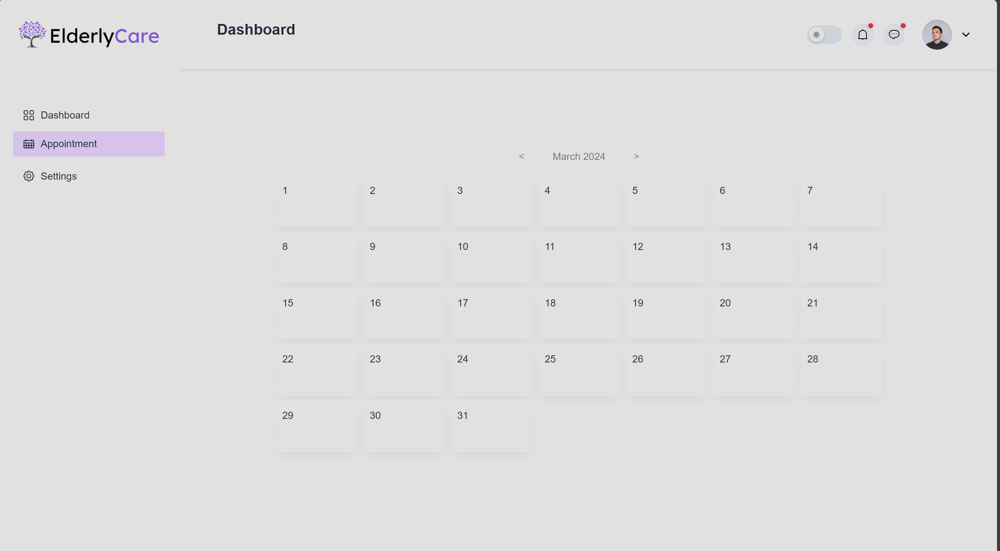 ElderlyCare
Dashboard
Dashboard
Appointment
Settings
< March 2024 >
1 2 3 4 5 6 7
8 9 10 11 12 13 14
15 16 17 18 19 20 21
22 23 24 25 26 27 28
29 30 31